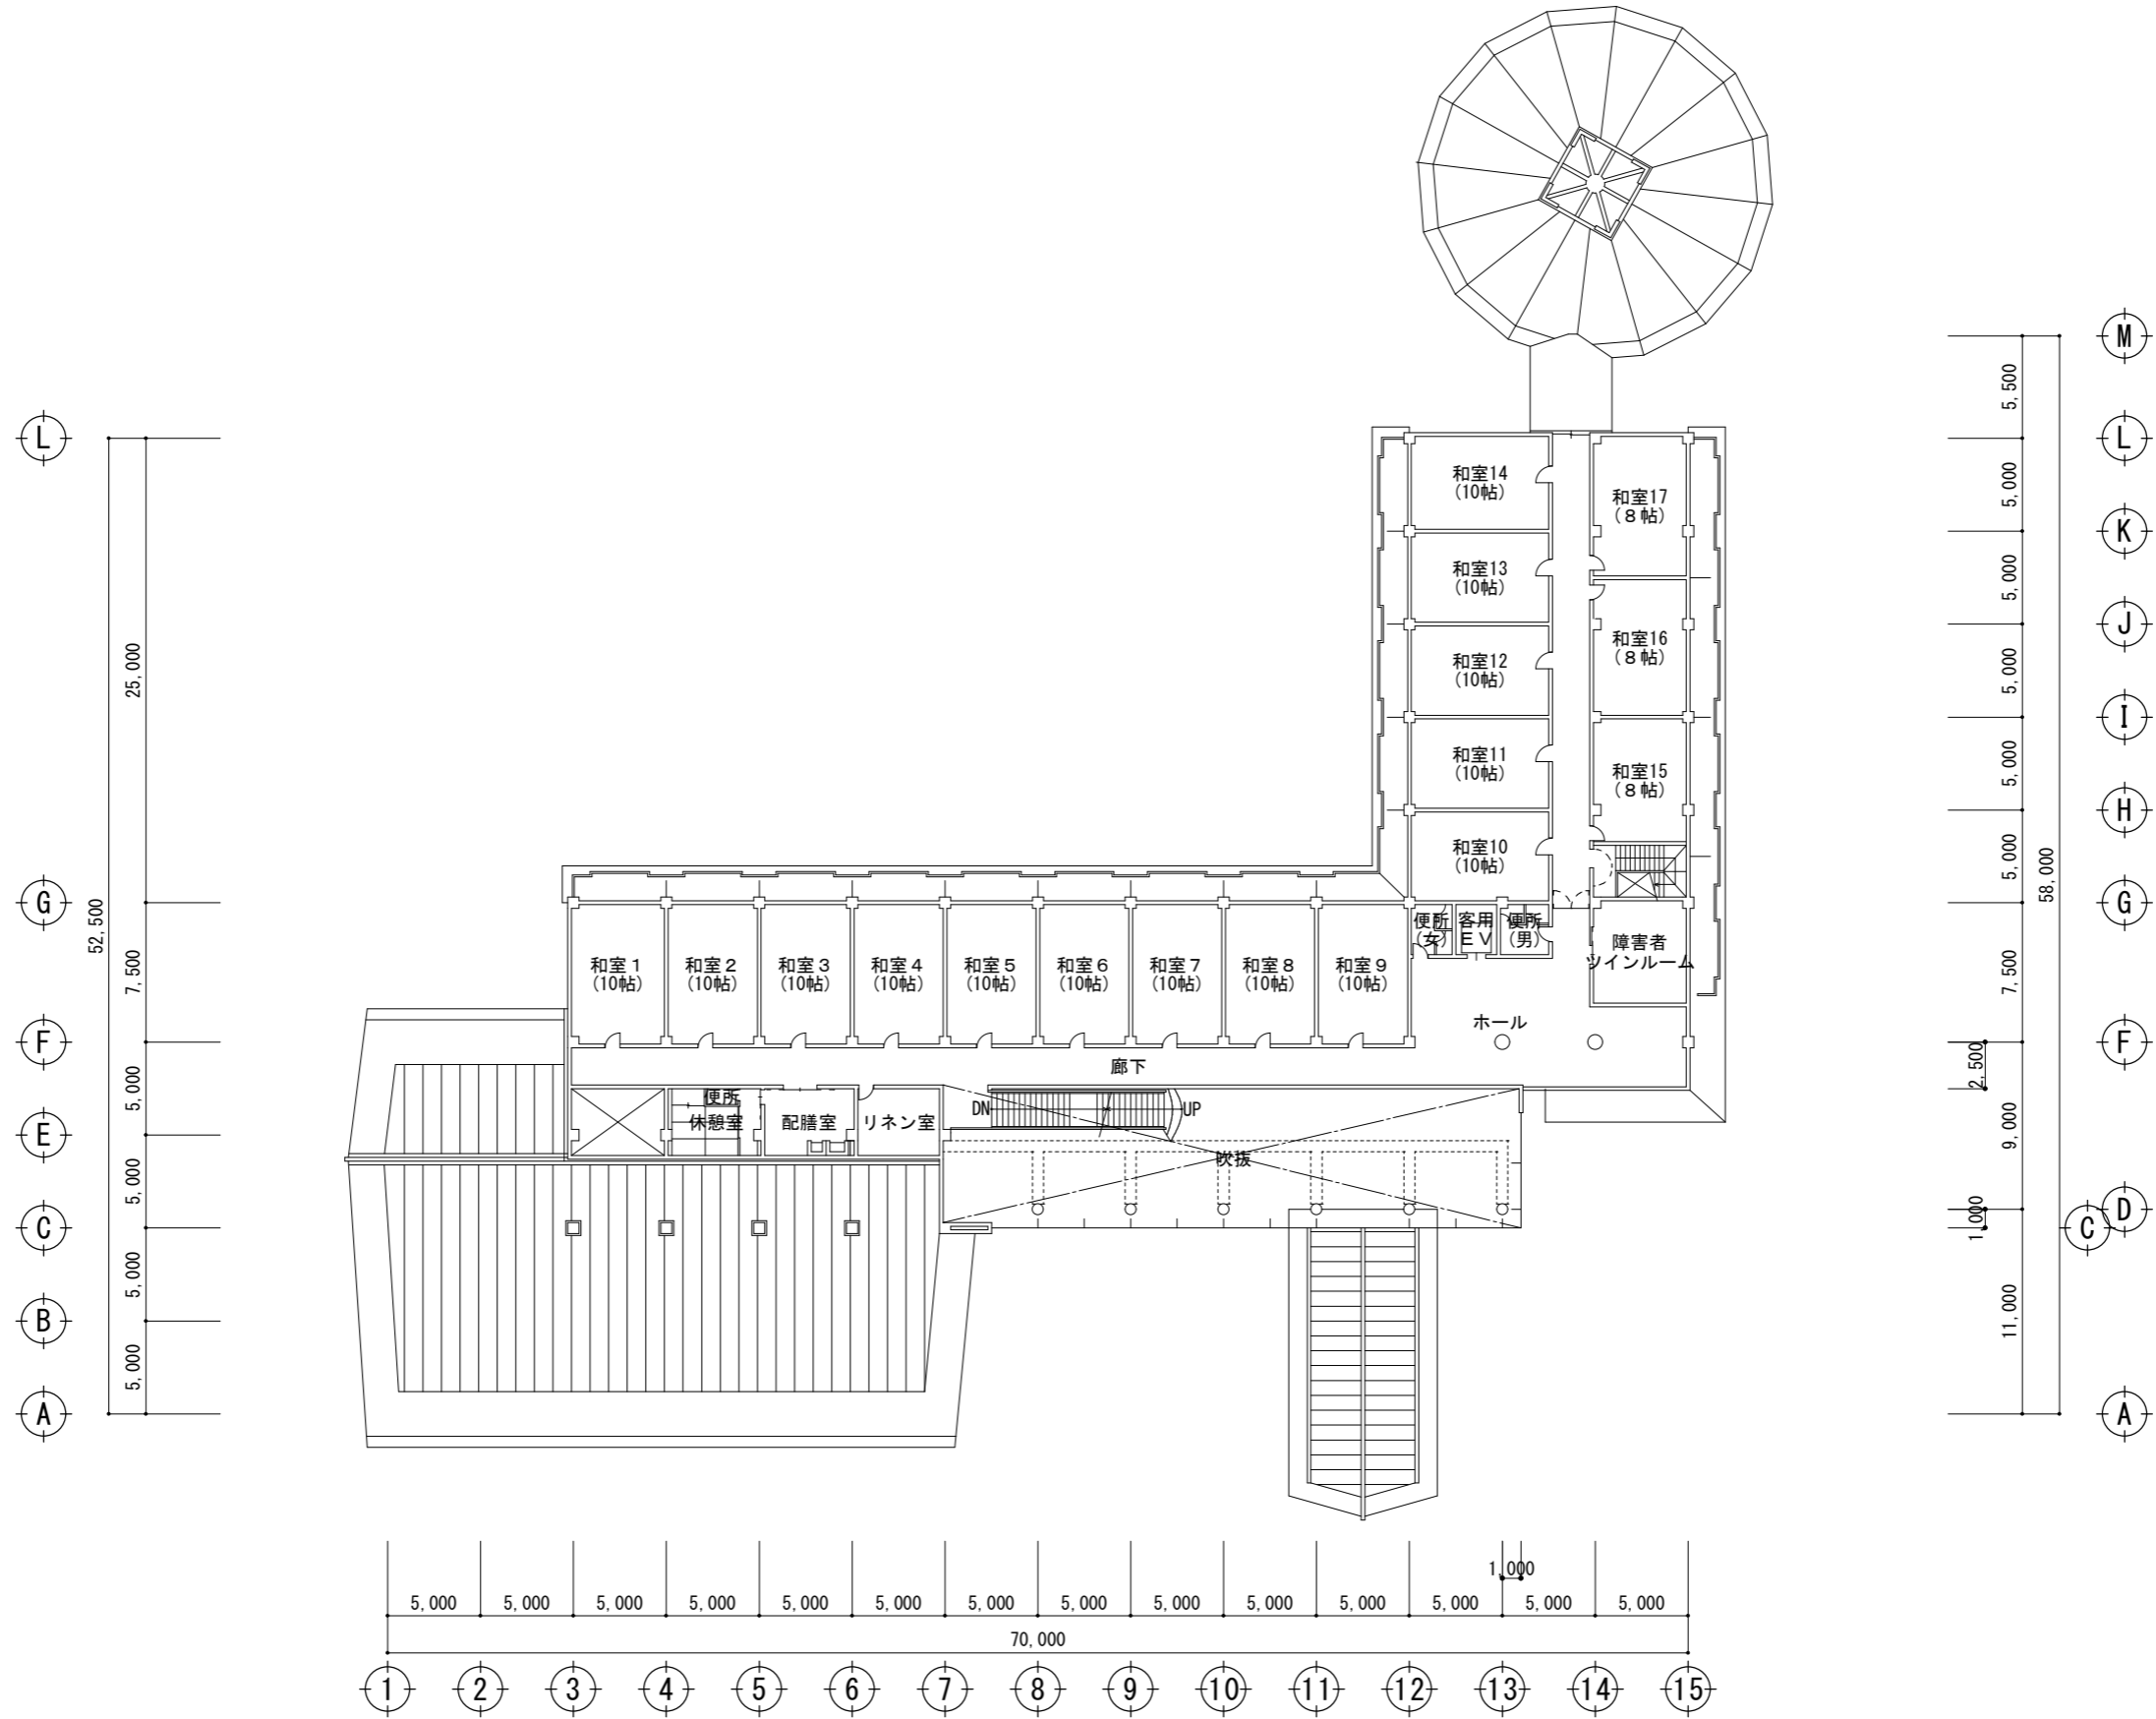 M
5,500
L
L
和室14
(10帖)
和室17
(８帖)
5,000
K
和室13
(10帖)
5,000
J
和室12
(10帖)
和室16
(８帖)
25,000
5,000
I
和室11
(10帖)
和室15
(８帖)
5,000
H
和室10
(10帖)
5,000
58,000
G
G
52,500
便所
(女)
客用
ＥＶ
便所
(男)
障害者
ツインルーム
和室１
(10帖)
和室２
(10帖)
和室３
(10帖)
和室４
(10帖)
和室５
(10帖)
和室６
(10帖)
和室７
(10帖)
和室８
(10帖)
和室９
(10帖)
7,500
7,500
ホール
F
F
廊下
2,500
5,000
便所
休憩室
配膳室
リネン室
DN
UP
E
9,000
吹抜
5,000
D
1,000
C
C
5,000
11,000
B
5,000
A
A
1,000
5,000 5,000 5,000 5,000 5,000 5,000 5,000 5,000 5,000 5,000 5,000 5,000 5,000 5,000
70,000
1 2 3 4 5 6 7 8 9 10 11 12 13 14 15